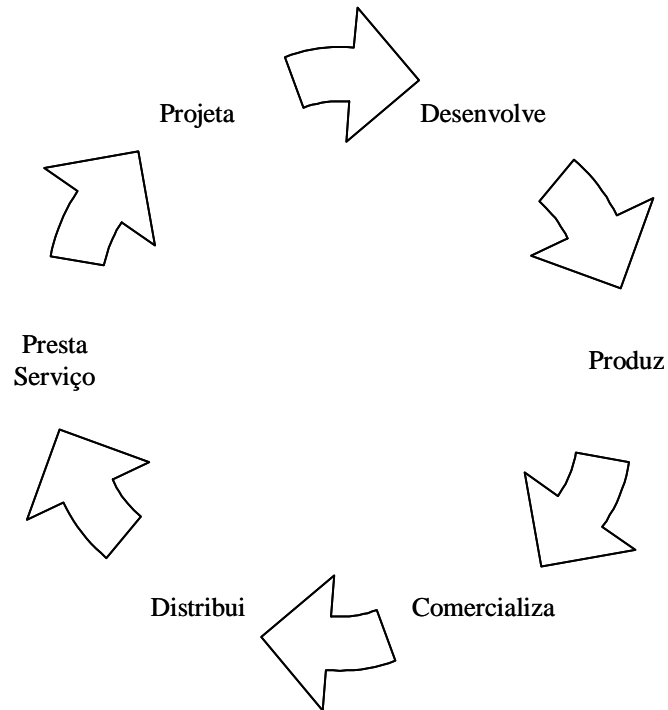 Projeta
Desenvolve
Presta
Serviço
Produz
Distribui
Comercializa